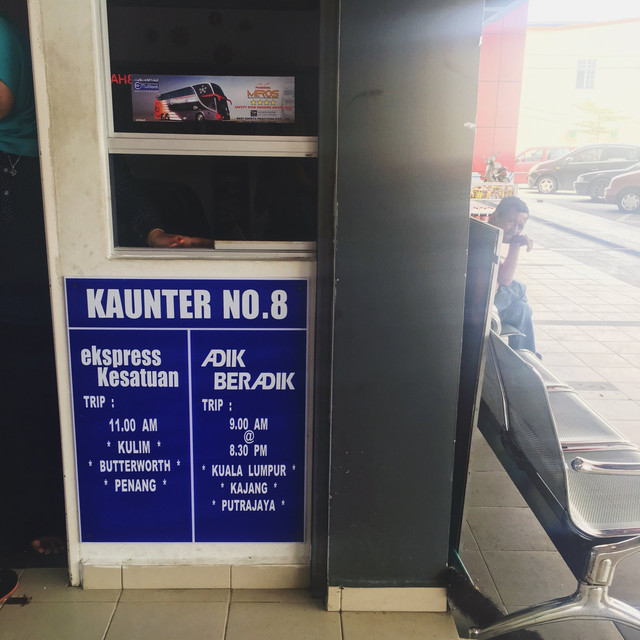 MIROS
KAUNTER NO.8
ekspress
Kesatuan
TRIP :
11.00 AM
* KULIM *
* BUTTERWORTH *
* PENANG *
ADIK
BERADIK
TRIP :
9.00 AM
@
8.30 PM
* KUALA LUMPUR *
* KAJANG *
* PUTRAJAYA *